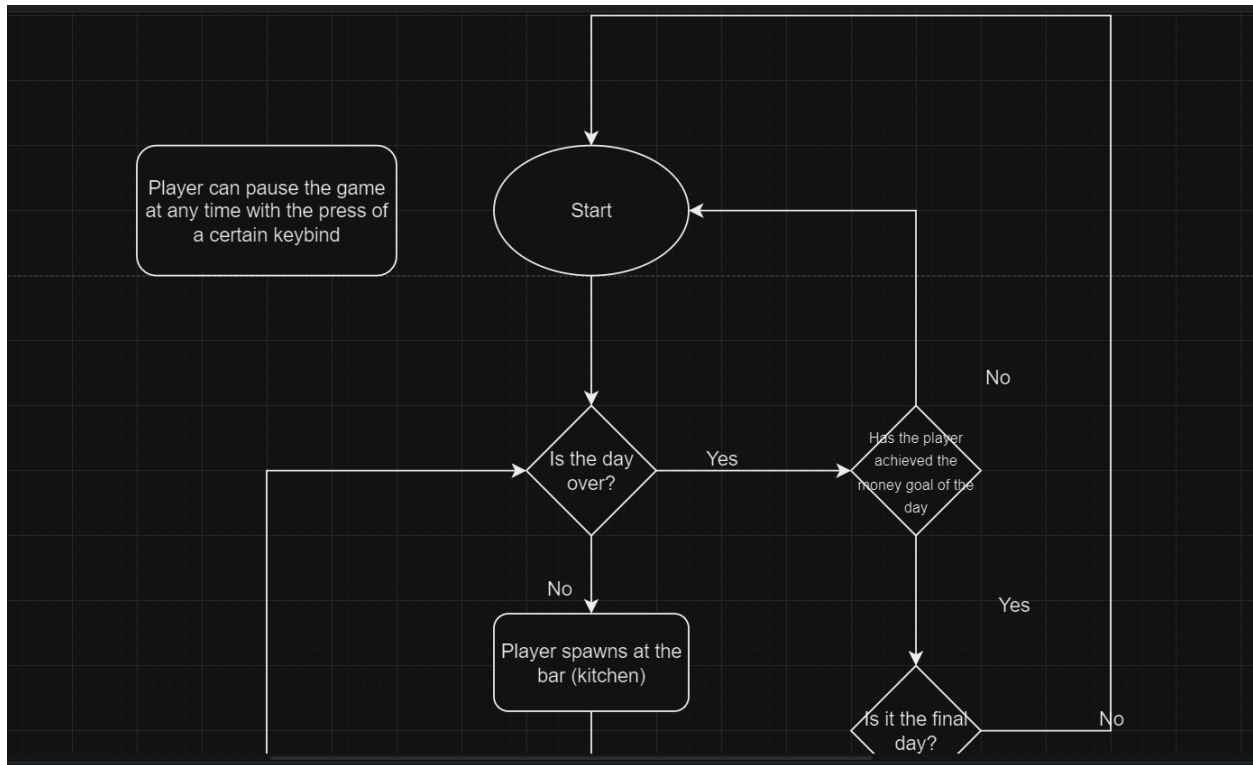 Player can pause the game
at any time with the press of
a certain keybind
Start
No
Is the day
over?
Yes
Has the player
achieved the
money goal of the
day
No
Yes
Player spawns at the
bar (kitchen)
Is it the final
day?
No